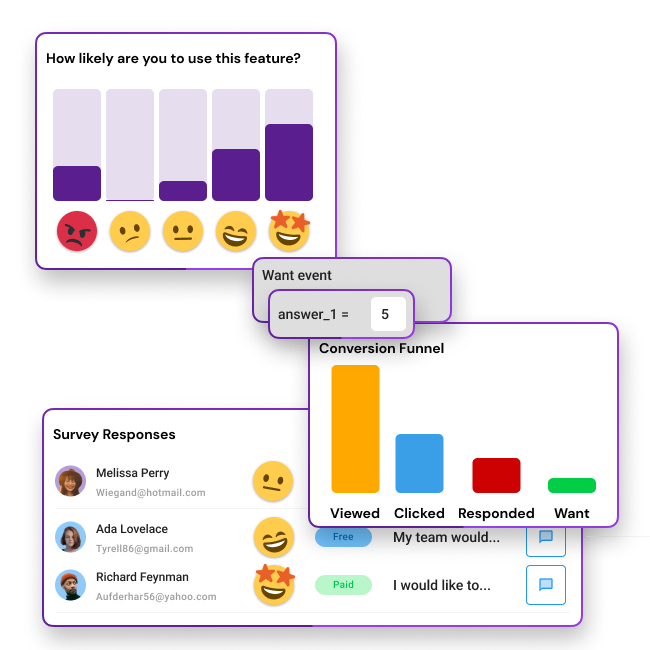 How likely are you to use this feature?
Want event
answer_1 = 5
Conversion Funnel
Viewed Clicked Responded Want
Survey Responses
Melissa Perry
Wiegand@hotmail.com
Ada Lovelace
Tyrell86@gmail.com
Free
My team would...
Richard Feynman
Aufderhar56@yahoo.com
Paid
I would like to...